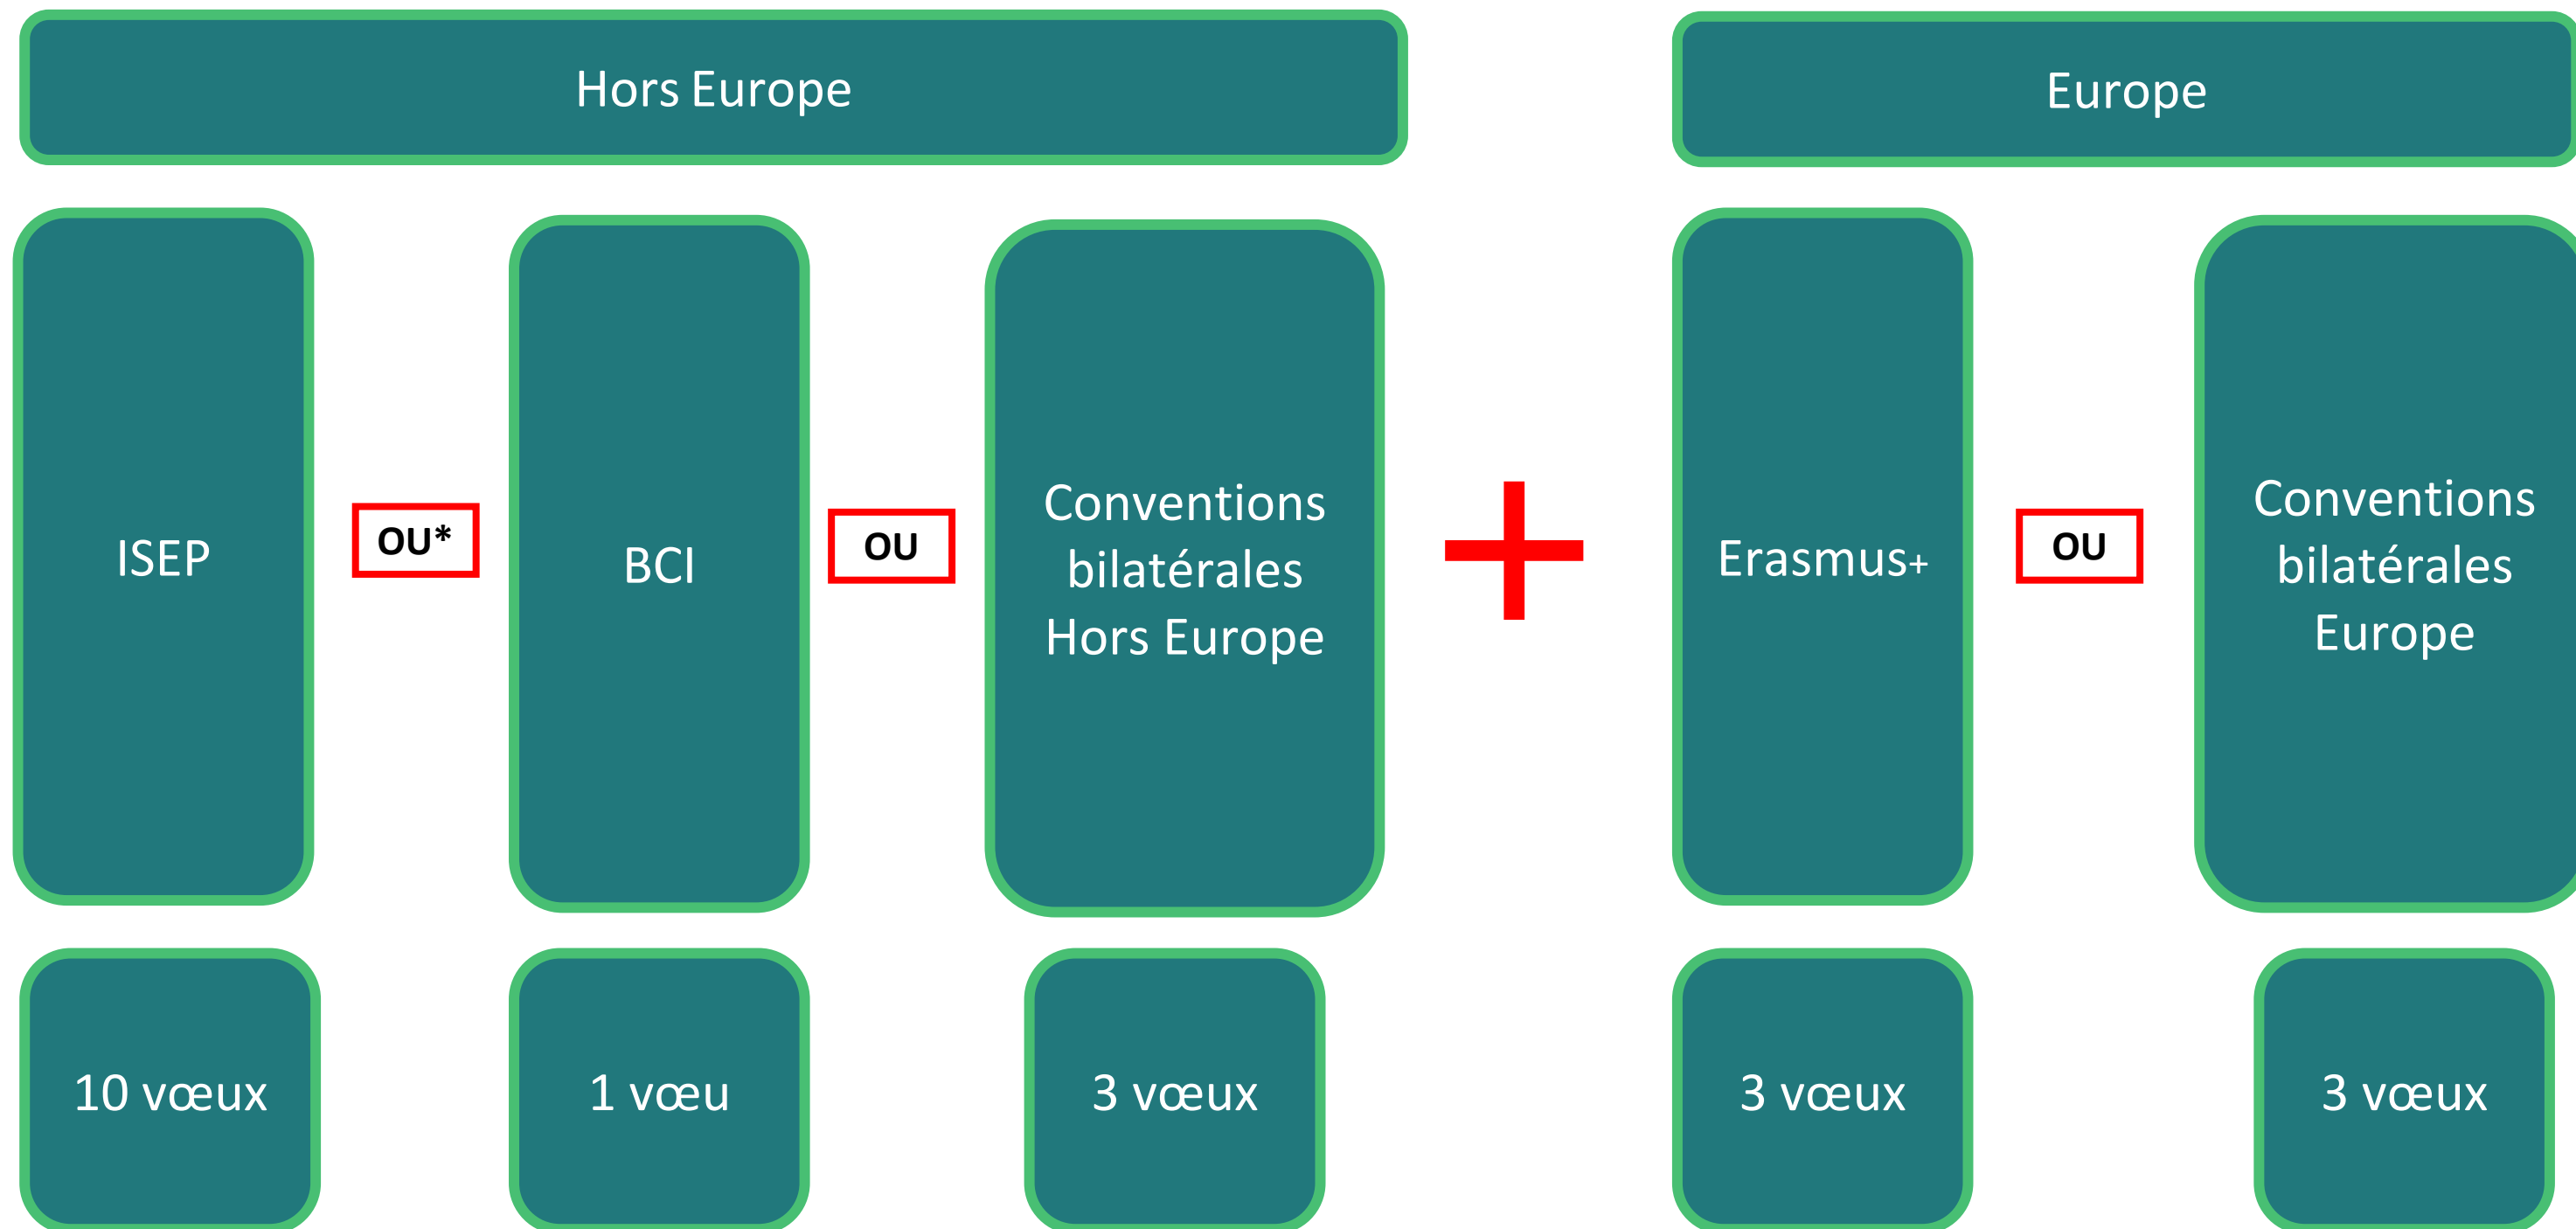 Hors Europe
Europe
ISEP
OU*
BCI
OU
Conventions
bilatérales
Hors Europe
+
Erasmus+
OU
Conventions
bilatérales
Europe
10 vœux
1 vœu
3 vœux
3 vœux
3 vœux